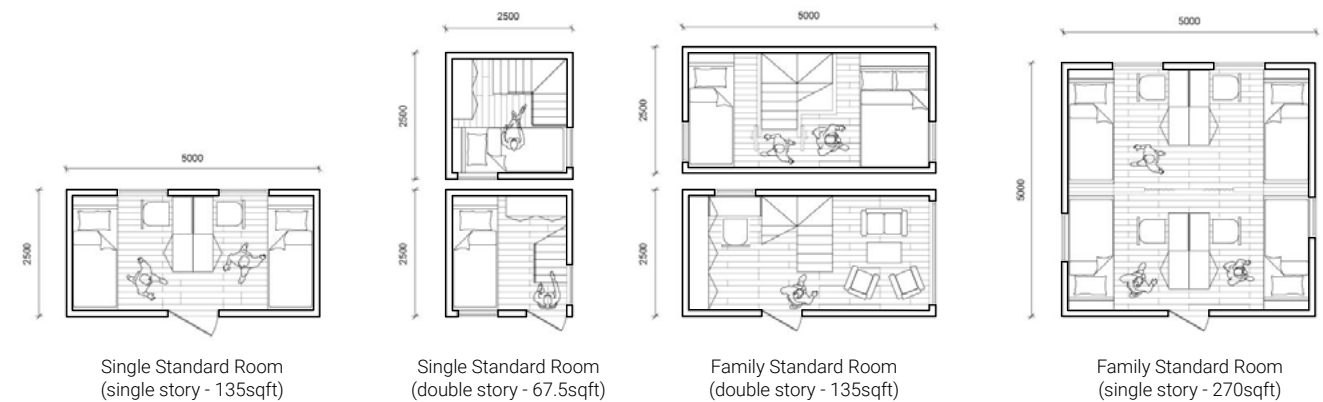 2500
5000
5000
2500
2500
5000
5000
2500
2500
2500
Single Standard Room
(single story - 135sqft)
Single Standard Room
(double story - 67.5sqft)
Family Standard Room
(double story - 135sqft)
Family Standard Room
(single story - 270sqft)